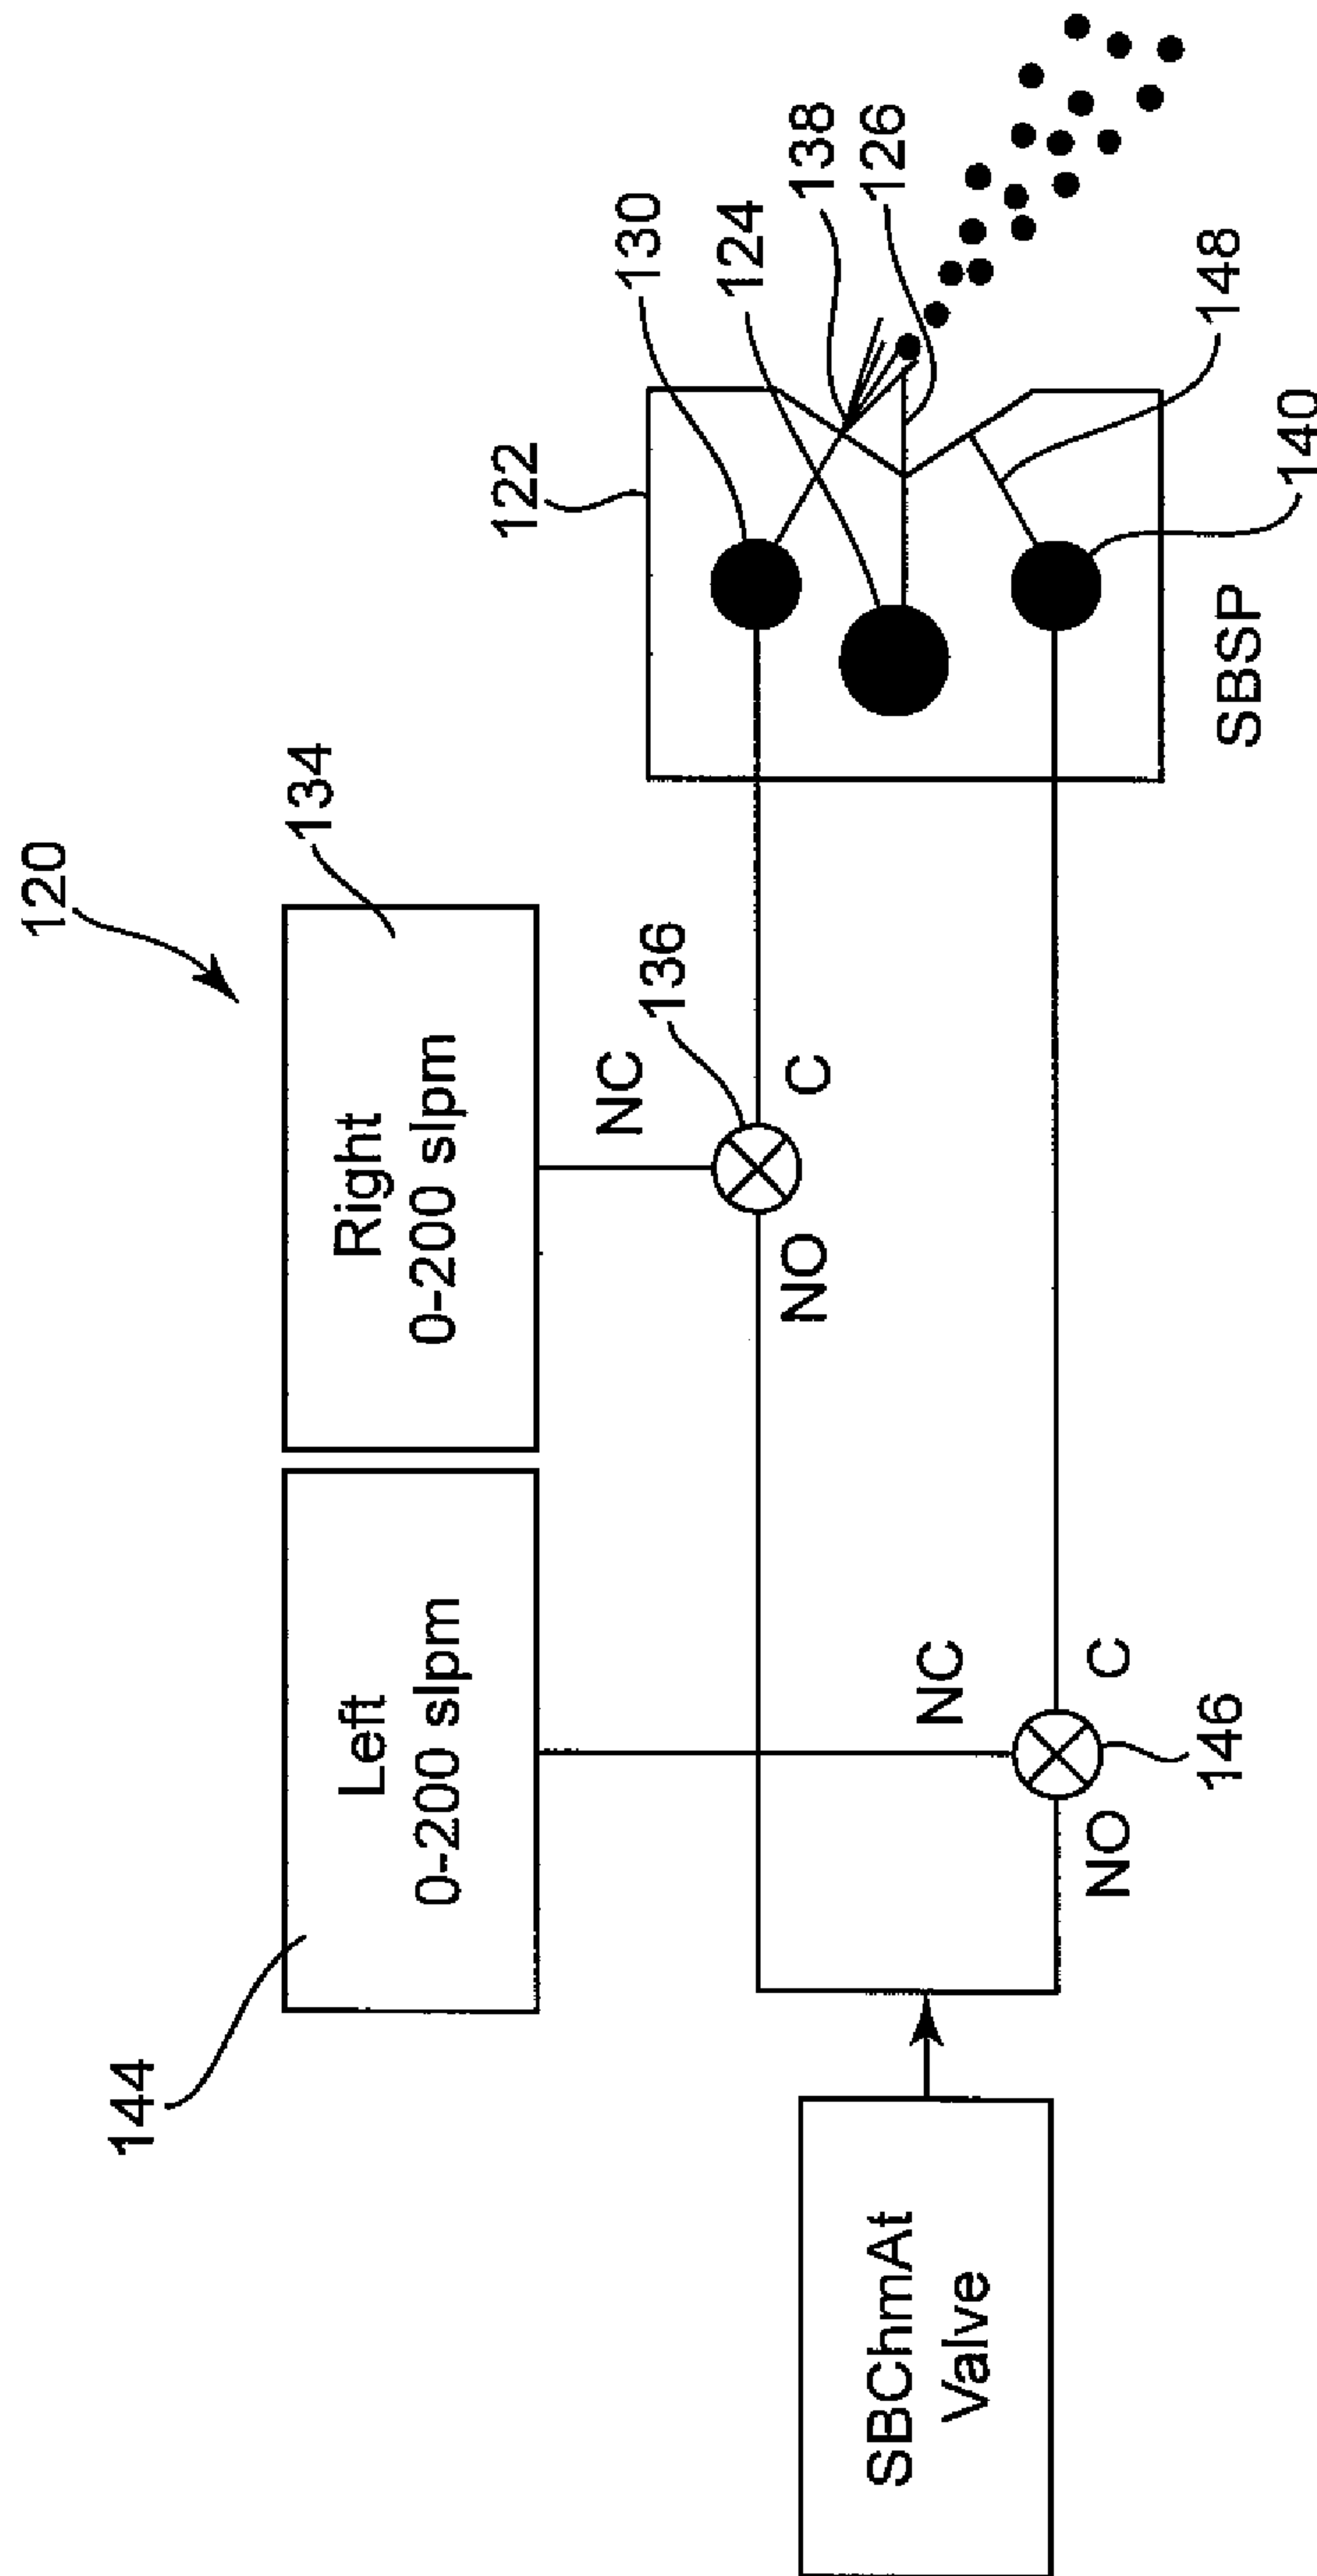 120
144
Left
0-200 slpm
Right
0-200 slpm
134
NC
136
NO
C
NC
146
NO
C
SBChmAt
Valve
122
130
124
138
126
148
140
SBSP